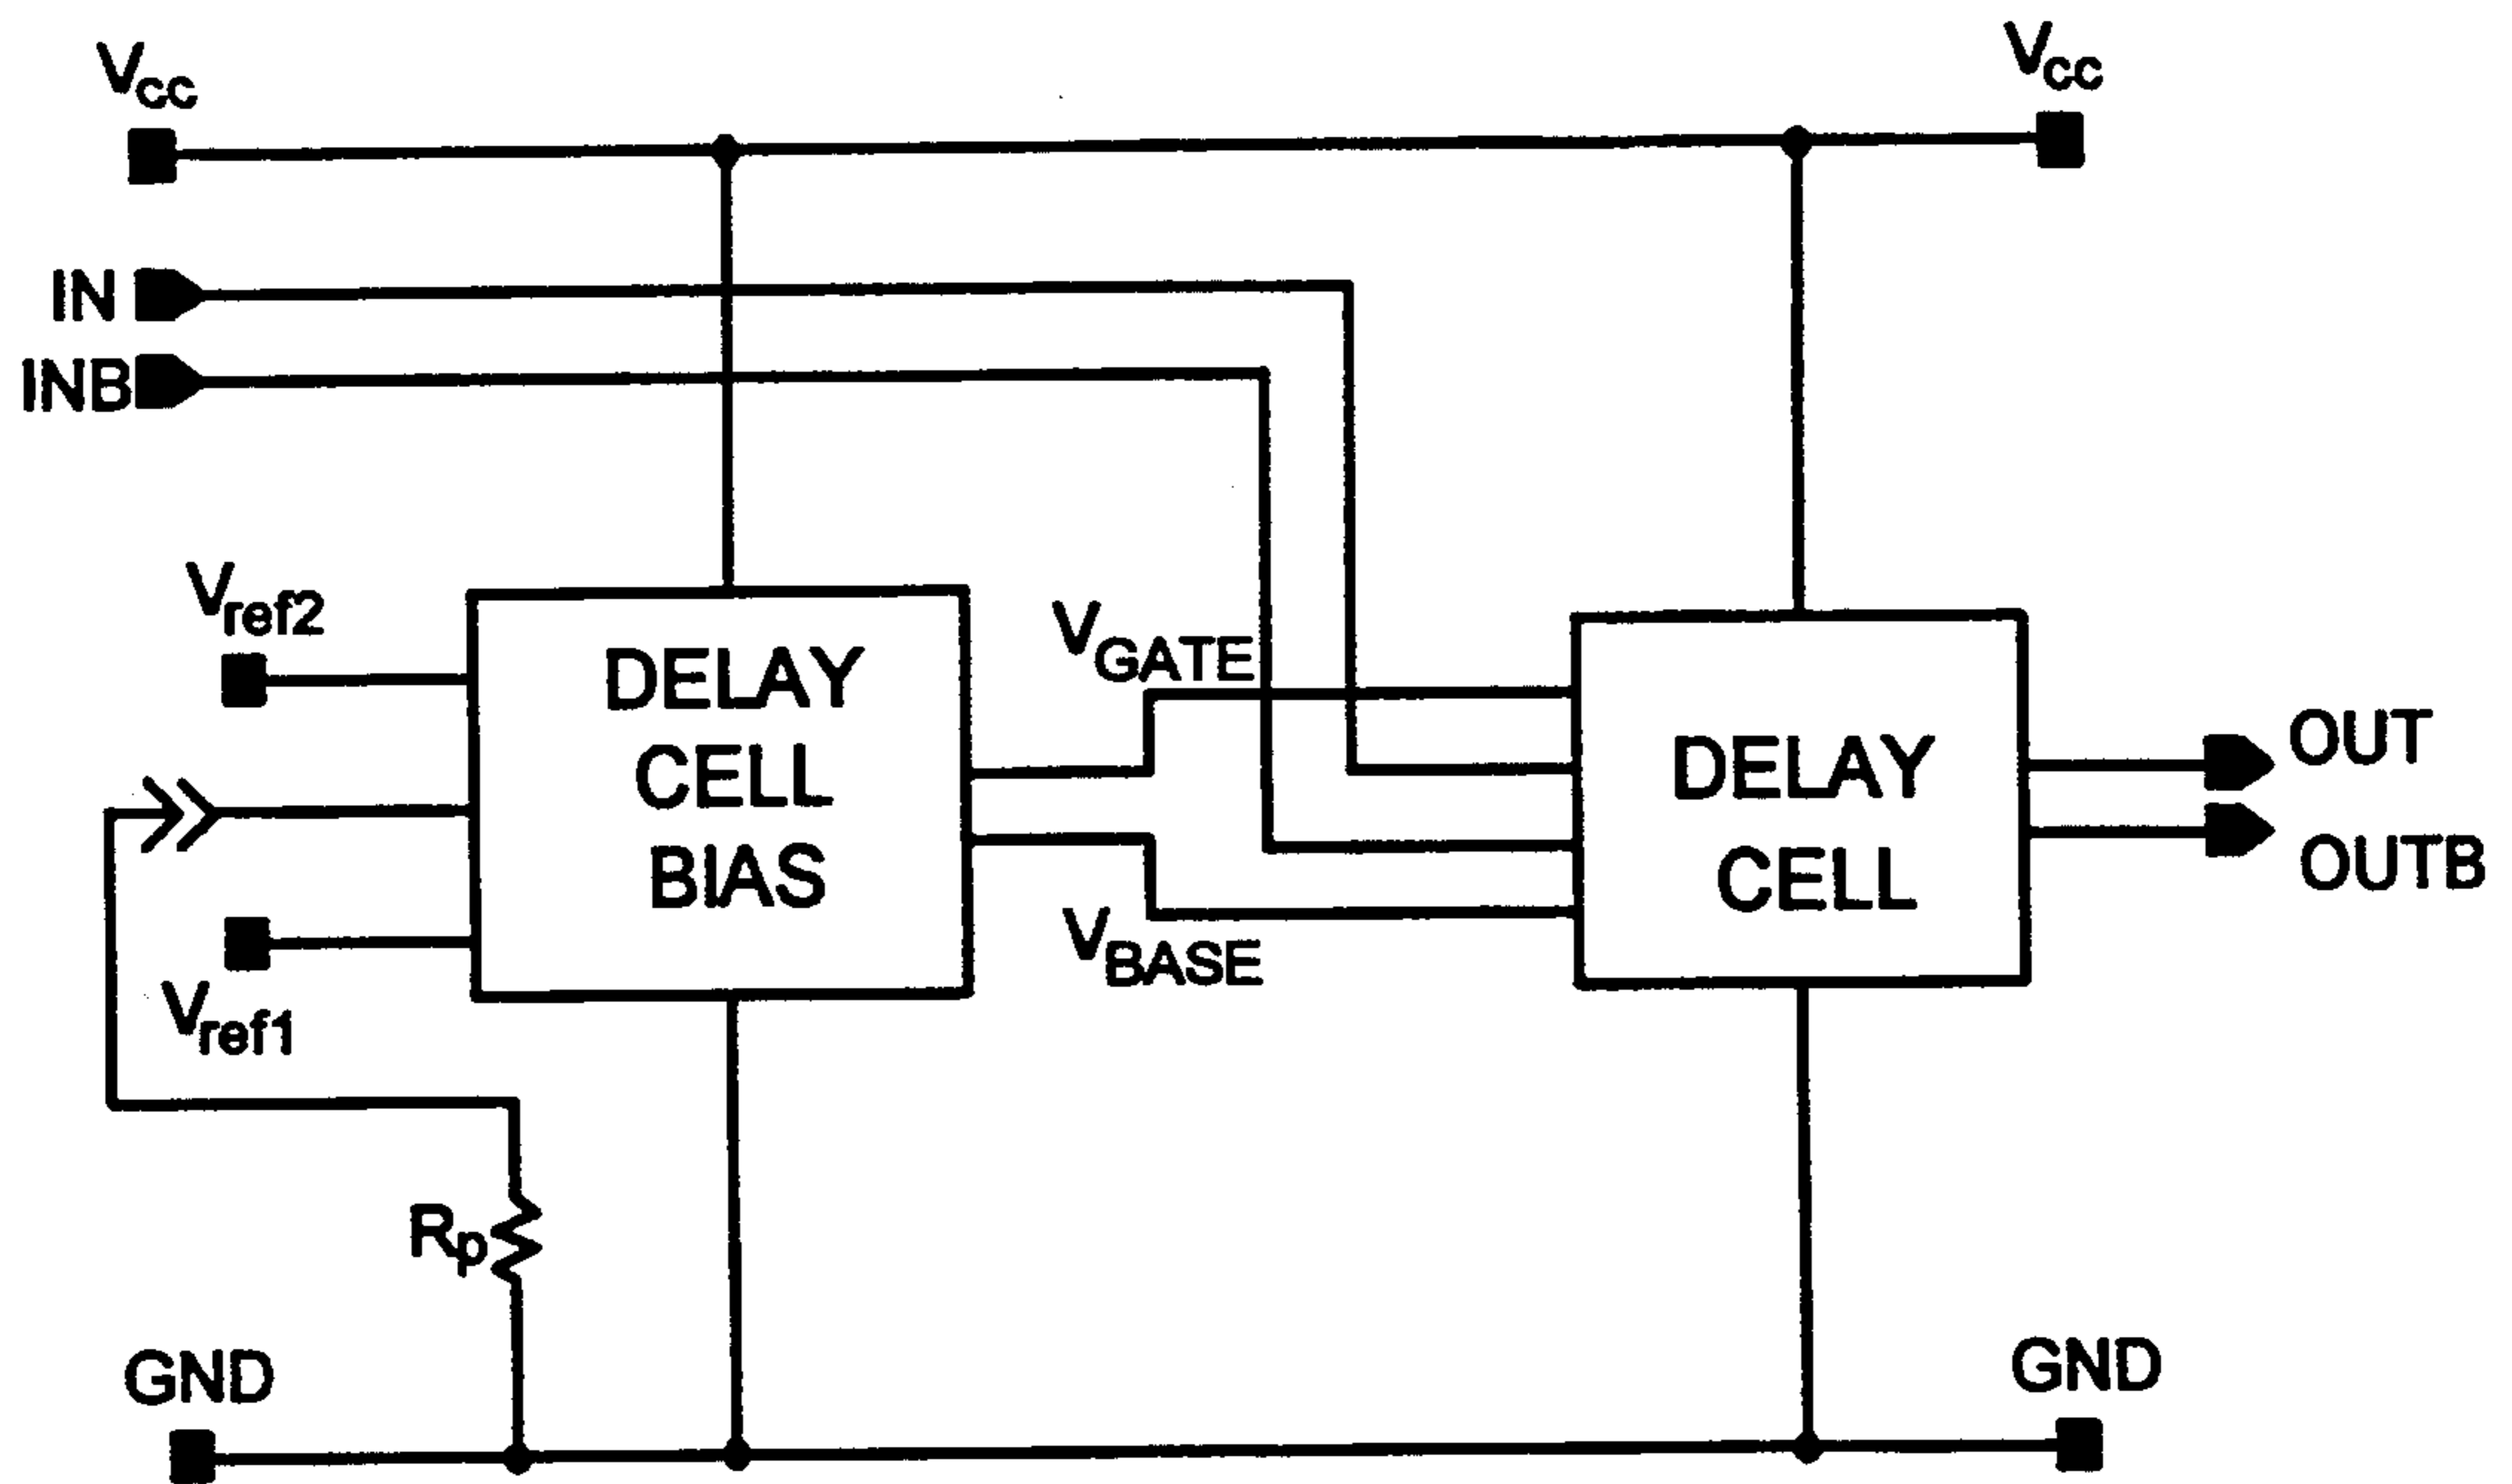 Vcc
Vcc
IN
INB
Vref2
DELAY
CELL
BIAS
VGATE
DELAY
CELL
OUT
OUTB
VBASE
Vref1
Rp
GND
GND